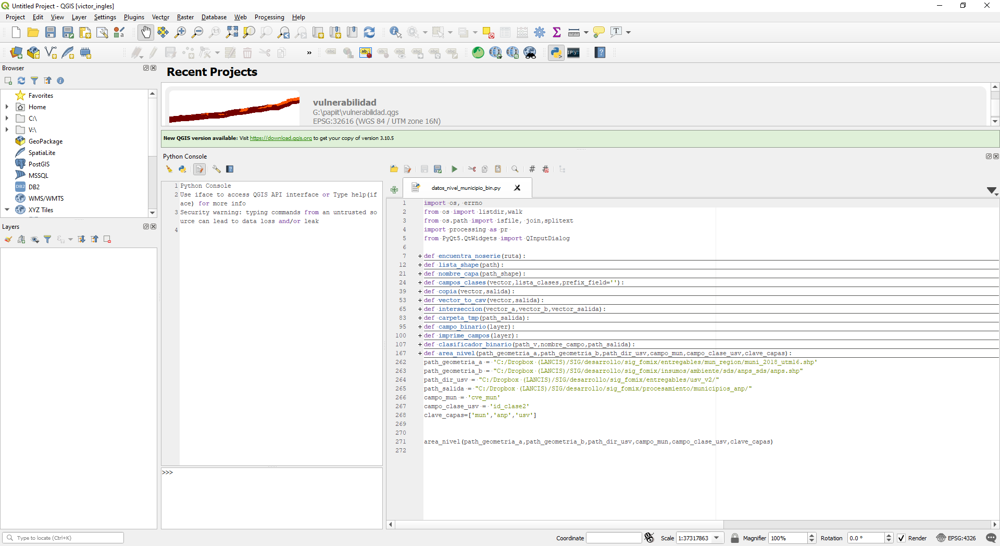 Untitled Project - QGIS [victor_ingles]
Project Edit View Layer Settings Plugins Vector Raster Database Web Processing Help
Browser
Favorites
Home
C:\
V:\
GeoPackage
SpatiaLite
PostGIS
MSSQL
DB2
WMS/WMTS
XYZ Tiles
Layers
Recent Projects
vulnerabilidad
G:\papiit\vulnerabilidad.qgs
EPSG:32616 (WGS 84 / UTM zone 16N)
New QGIS version available: Visit https://download.qgis.org to get your copy of version 3.10.5
Python Console
1 Python Console
2 Use iface to access QGIS API interface or Type help(if
ace) for more info
3 Security warning: typing commands from an untrusted so
urce can lead to data loss and/or leak
4
>>>
datos_nivel_municipio_bin.py
1 import os, errno
2 from os import listdir,walk
3 from os.path import isfile, join,splitext
4 import processing as pr
5 from PyQt5.QtWidgets import QInputDialog
6
7 def encuentra_noserie(ruta):
12 def lista_shape(path):
21 def nombre_capa(path_shape):
24 def campos_clases(vector,lista_clases,prefix_field=''):
39 def copia(vector,salida):
53 def vector_to_csv(vector,salida):
65 def interseccion(vector_a,vector_b,vector_salida):
83 def carpeta_tmp(path_salida):
95 def campo_binario(layer):
100 def imprime_campos(layer):
107 def clasificador_binario(path_v,nombre_campo,path_salida):
167 def area_nivel(path_geometria_a,path_geometria_b,path_dir_usv,campo_mun,campo_clase_usv,clave_capas):
262 path_geometria_a = 'C:/Dropbox (LANCIS)/SIG/desarrollo/sig_fomix/entregables/mun_region/muni_2018_utm16.shp'
263 path_geometria_b = "C:/Dropbox (LANCIS)/SIG/desarrollo/sig_fomix/insumos/ambiente/sds/anps_sds/anps.shp"
264 path_dir_usv = "C:/Dropbox (LANCIS)/SIG/desarrollo/sig_fomix/entregables/usv_v2/"
265 path_salida = "C:/Dropbox (LANCIS)/SIG/desarrollo/sig_fomix/procesamiento/municipios_anp/"
266 campo_mun = 'cve_mun'
267 campo_clase_usv = 'id_clase2'
268 clave_capas=['mun','anp','usv']
269
270
271 area_nivel(path_geometria_a,path_geometria_b,path_dir_usv,campo_mun,campo_clase_usv,clave_capas)
272
Type to locate (Ctrl+K)
Coordinate Scale 1:37317863 Magnifier 100% Rotation 0.0 ° Render EPSG:4326